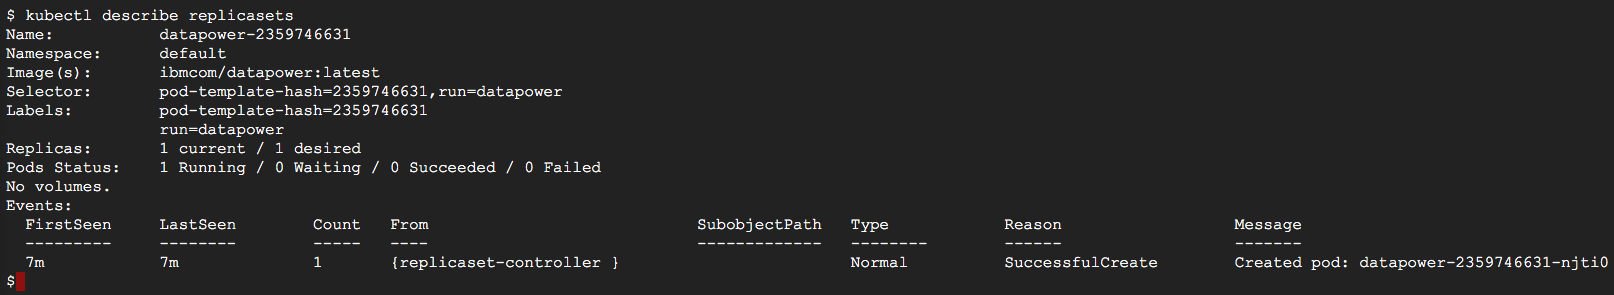 $ kubectl describe replicasets
Name: datapower-2359746631
Namespace: default
Image(s): ibmcom/datapower:latest
Selector: pod-template-hash=2359746631,run=datapower
Labels: pod-template-hash=2359746631
run=datapower
Replicas: 1 current / 1 desired
Pods Status: 1 Running / 0 Waiting / 0 Succeeded / 0 Failed
No volumes.
Events:
FirstSeen LastSeen Count From SubobjectPath Type Reason Message
--------- -------- ----- ---- ------------- -------- ------ -------
7m 7m 1 {replicaset-controller } Normal SuccessfulCreate Created pod: datapower-2359746631-njti0
$